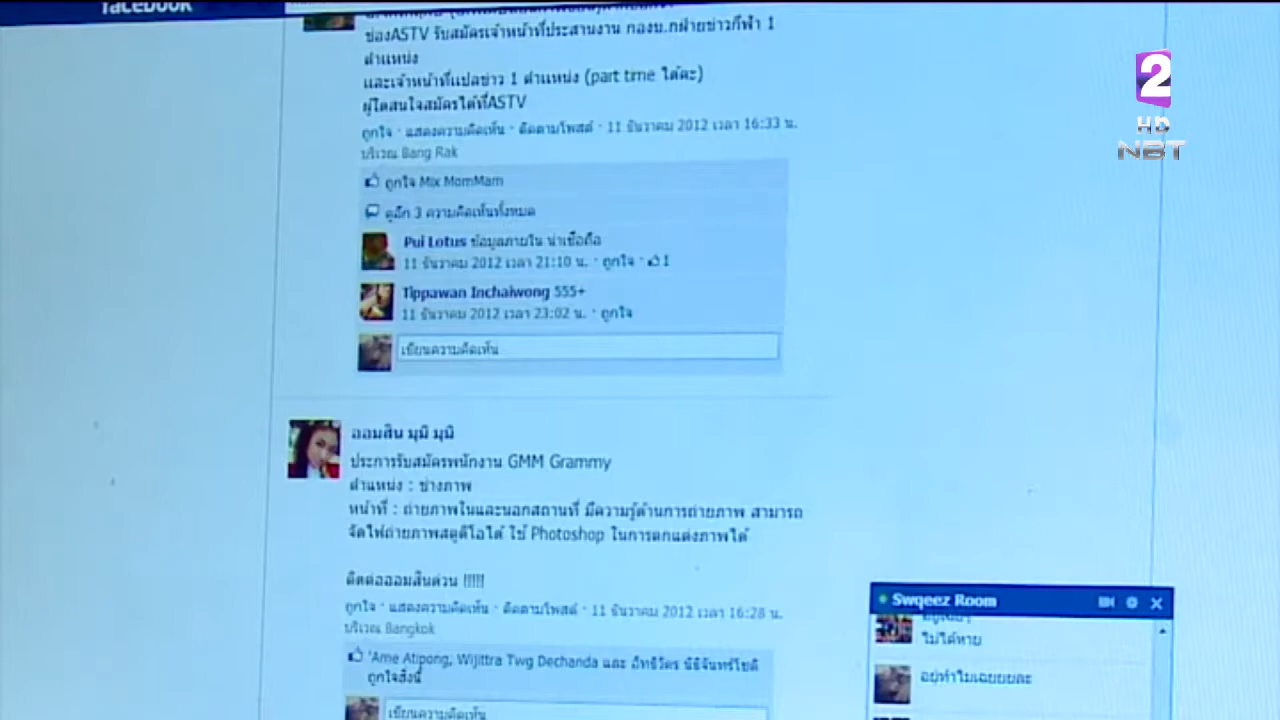 facebook
ช่องASTV รับสมัครเจ้าหน้าที่ประสานงาน กองบ.กฝ่ายข่าวกีฬา 1
ตำแหน่ง
และเจ้าหน้าที่แปลข่าว 1 ตำแหน่ง (part time ได้คะ)
ผู้ใดสนใจสมัครได้ที่ASTV
ถูกใจ · แสดงความคิดเห็น · ติดตามโพสต์ · 11 ธันวาคม 2012 เวลา 16:33 น.
บริเวณ Bang Rak
ถูกใจ Mix MomMam
ดูอีก 3 ความคิดเห็นทั้งหมด
Pui Lotus ข้อมูลภายใน น่าเชื่อถือ
11 ธันวาคม 2012 เวลา 21:10 น. · ถูกใจ · 1
Tippawan Inchaiwong 555+
11 ธันวาคม 2012 เวลา 23:02 น. · ถูกใจ
เขียนความคิดเห็น
ออมสิน มุมิ มุมิ
ประการรับสมัครพนักงาน GMM Grammy
ตำแหน่ง : ช่างภาพ
หน้าที่ : ถ่ายภาพในและนอกสถานที่ มีความรู้ด้านการถ่ายภาพ สามารถ
จัดไฟถ่ายภาพสตูดิโอได้ ใช้ Photoshop ในการตกแต่งภาพได้
ติดต่อออมสินด่วน !!!!!
ถูกใจ · แสดงความคิดเห็น · ติดตามโพสต์ · 11 ธันวาคม 2012 เวลา 16:28 น.
บริเวณ Bangkok
'Ame Atipong, Wijittra Twg Dechanda และ อิทธิวัตร นิธิจันทร์โชติ
ถูกใจสิ่งนี้
เขียนความคิดเห็น
Swqeez Room
ไม่ได้หาย
อยู่ทำไมเฉยยยละ
2
HD
NBT